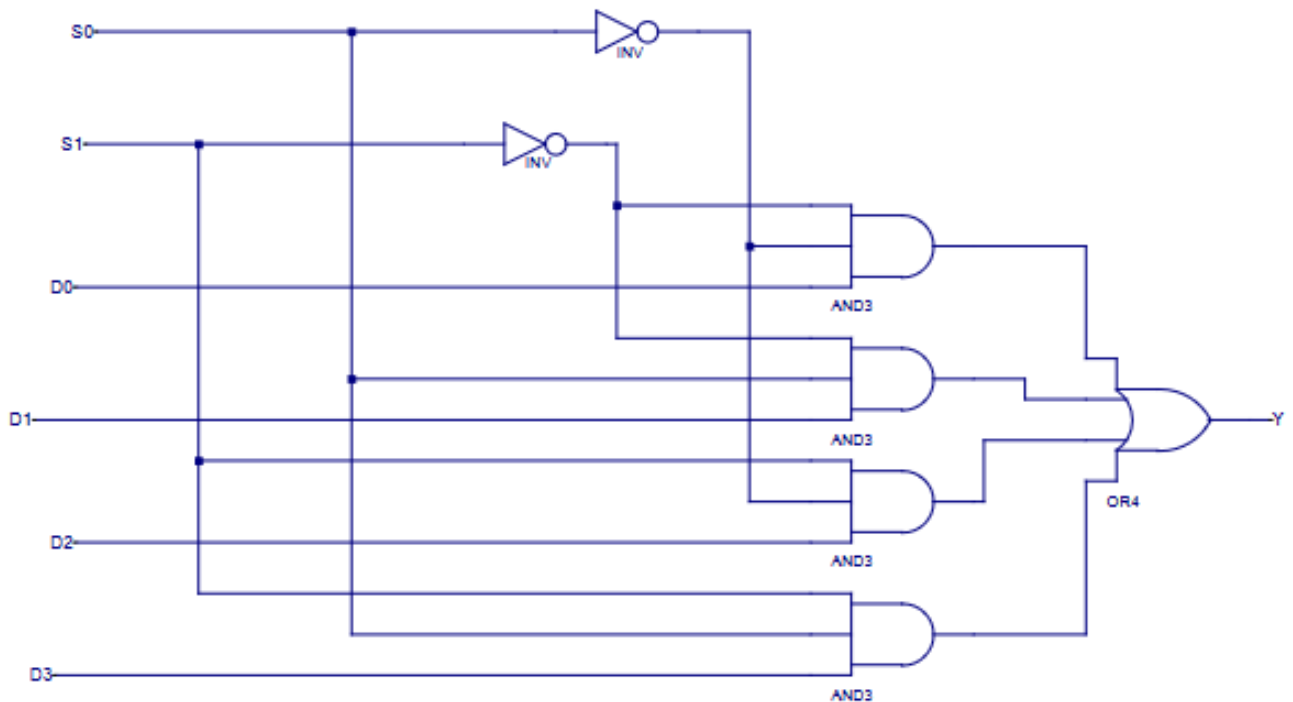 S0
INV
S1
INV
D0
AND3
D1
Y
AND3
OR4
D2
AND3
D3
AND3